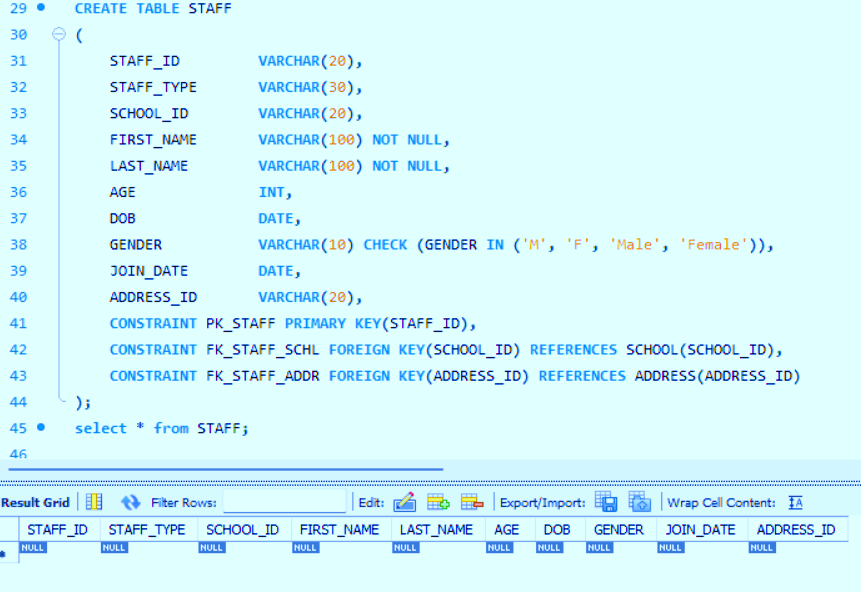 29 CREATE TABLE STAFF
30 (
31 STAFF_ID VARCHAR(20),
32 STAFF_TYPE VARCHAR(30),
33 SCHOOL_ID VARCHAR(20),
34 FIRST_NAME VARCHAR(100) NOT NULL,
35 LAST_NAME VARCHAR(100) NOT NULL,
36 AGE INT,
37 DOB DATE,
38 GENDER VARCHAR(10) CHECK (GENDER IN ('M', 'F', 'Male', 'Female')),
39 JOIN_DATE DATE,
40 ADDRESS_ID VARCHAR(20),
41 CONSTRAINT PK_STAFF PRIMARY KEY(STAFF_ID),
42 CONSTRAINT FK_STAFF_SCHL FOREIGN KEY(SCHOOL_ID) REFERENCES SCHOOL(SCHOOL_ID),
43 CONSTRAINT FK_STAFF_ADDR FOREIGN KEY(ADDRESS_ID) REFERENCES ADDRESS(ADDRESS_ID)
44 );
45 select * from STAFF;
46
Result Grid Filter Rows: Edit: Export/Import: Wrap Cell Content: IA
STAFF_ID STAFF_TYPE SCHOOL_ID FIRST_NAME LAST_NAME AGE DOB GENDER JOIN_DATE ADDRESS_ID
* NULL NULL NULL NULL NULL NULL NULL NULL NULL NULL